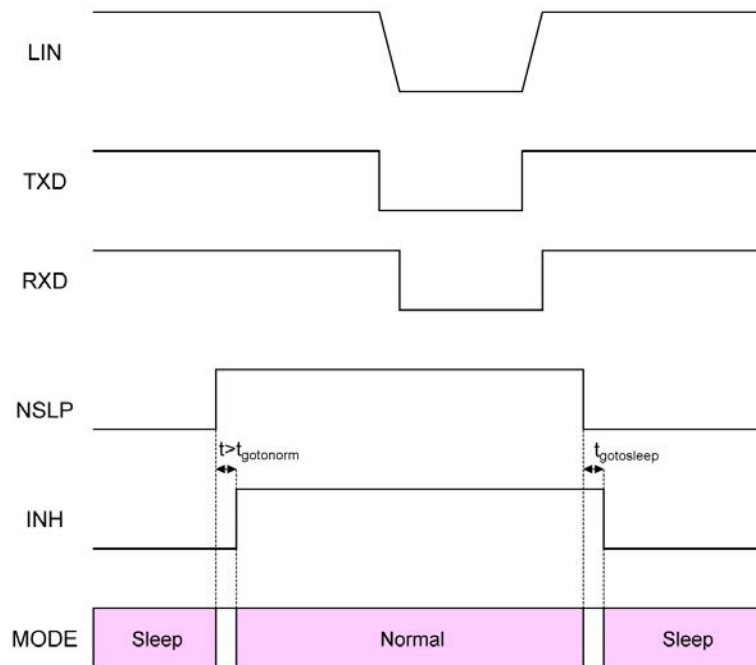 LIN
TXD
RXD
NSLP
t>tgotonorm
tgotosleep
INH
MODE
Sleep
Normal
Sleep